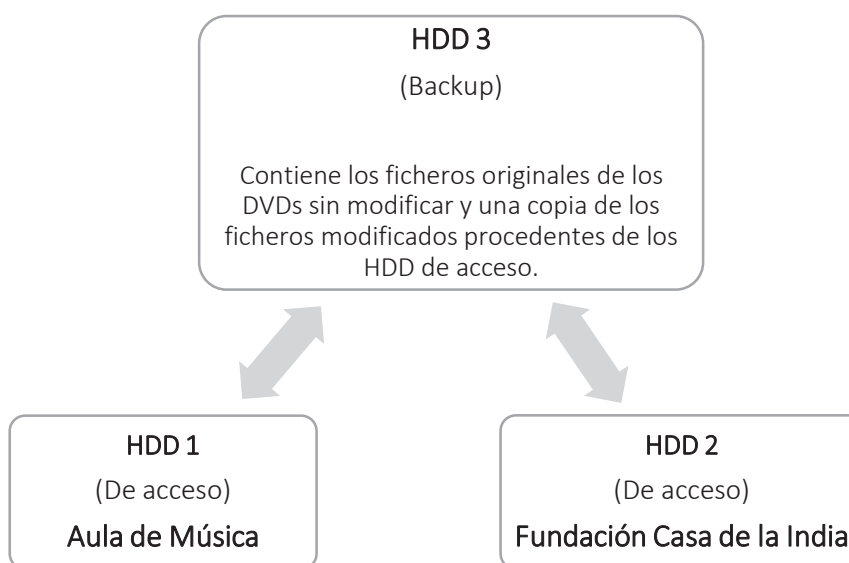 HDD 3
(Backup)
Contiene los ficheros originales de los
DVDs sin modificar y una copia de los
ficheros modificados procedentes de los
HDD de acceso.
HDD 1
(De acceso)
Aula de Música
HDD 2
(De acceso)
Fundación Casa de la India